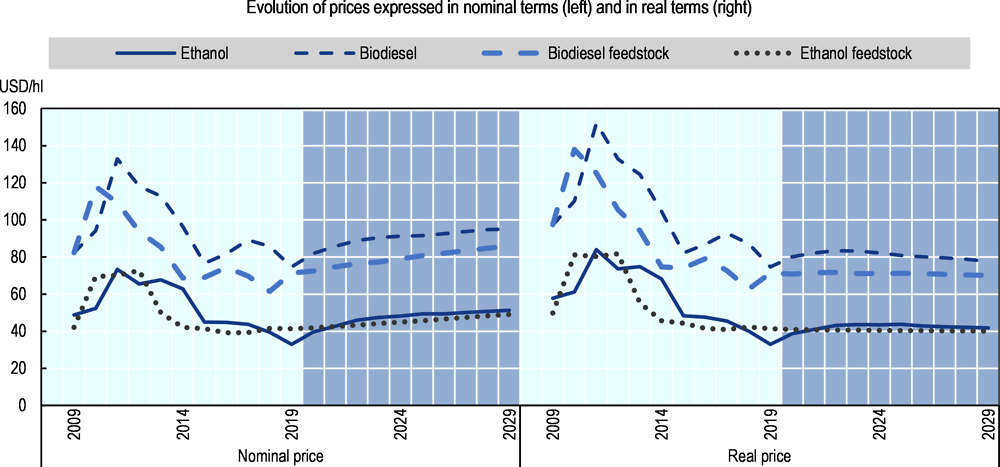 Evolution of prices expressed in nominal terms (left) and in real terms (right)
Ethanol Biodiesel Biodiesel feedstock Ethanol feedstock
USD/hl
160
140
120
100
80
60
40
20
0
2009 2014 2019 2024 2029 2009 2014 2019 2024 2029
Nominal price Real price